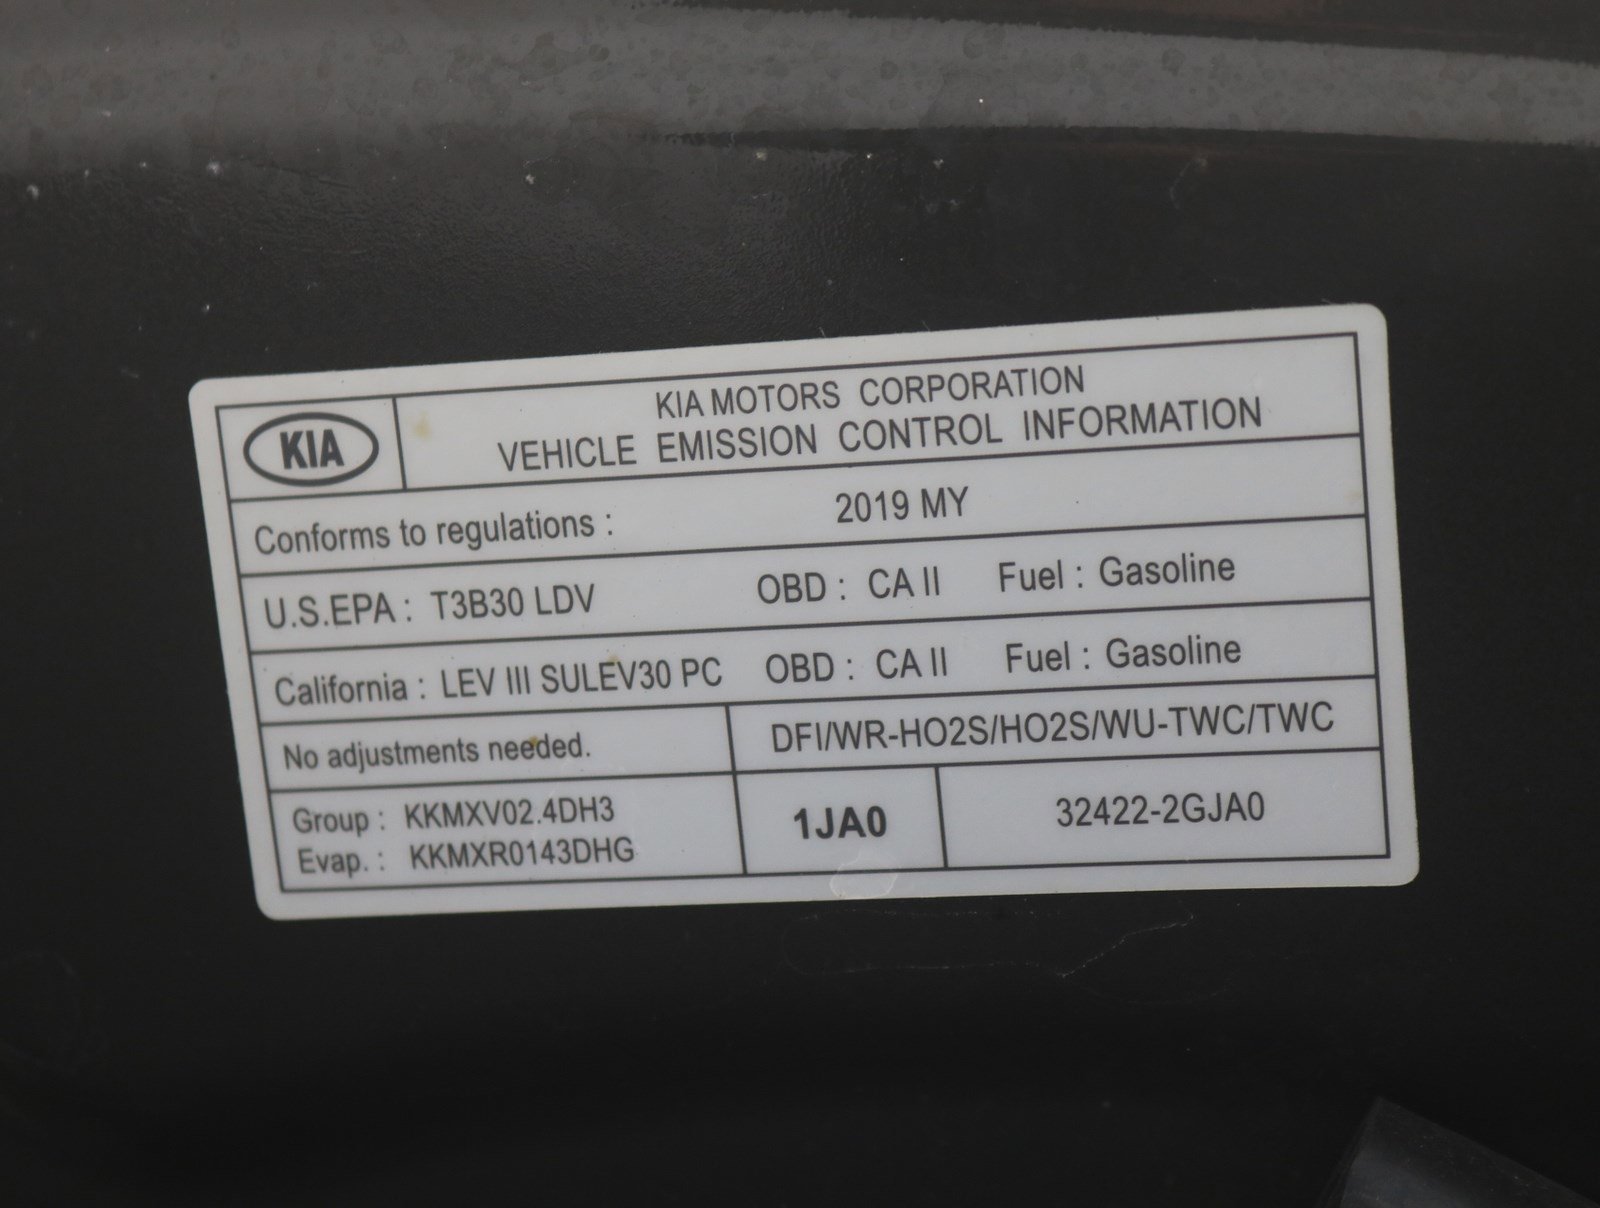 KIA
KIA MOTORS CORPORATION
VEHICLE EMISSION CONTROL INFORMATION
Conforms to regulations : 2019 MY
U.S.EPA : T3B30 LDV OBD : CA II Fuel : Gasoline
California : LEV III SULEV30 PC OBD : CA II Fuel : Gasoline
No adjustments needed. DFI/WR-HO2S/HO2S/WU-TWC/TWC
Group : KKMXV02.4DH3
Evap. : KKMXR0143DHG
1JA0
32422-2GJA0